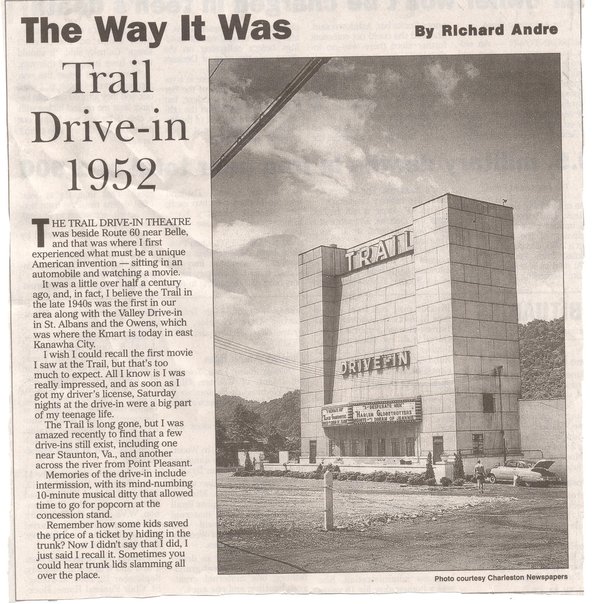 The Way It Was
By Richard Andre
Trail
Drive-in
1952
THE TRAIL DRIVE-IN THEATRE
was beside Route 60 near Belle,
and that was where I first
experienced what must be a unique
American invention — sitting in an
automobile and watching a movie.
It was a little over half a century
ago, and, in fact, I believe the Trail in
the late 1940s was the first in our
area along with the Valley Drive-in
in St. Albans and the Owens, which
was where the Kmart is today in east
Kanawha City.
I wish I could recall the first movie
I saw at the Trail, but that's too
much to expect. All I know is I was
really impressed, and as soon as I
got my driver's license, Saturday
nights at the drive-in were a big part
of my teenage life.
The Trail is long gone, but I was
amazed recently to find that a few
drive-ins still exist, including one
near Staunton, Va., and another
across the river from Point Pleasant.
Memories of the drive-in include
intermission, with its mind-numbing
10-minute musical ditty that allowed
time to go for popcorn at the
concession stand.
Remember how some kids saved
the price of a ticket by hiding in the
trunk? Now I didn't say that I did, I
just said I recall it. Sometimes you
could hear trunk lids slamming all
over the place.
TRAIL
DRIVE-IN
HARLEM GLOBETROTTERS
Photo courtesy Charleston Newspapers